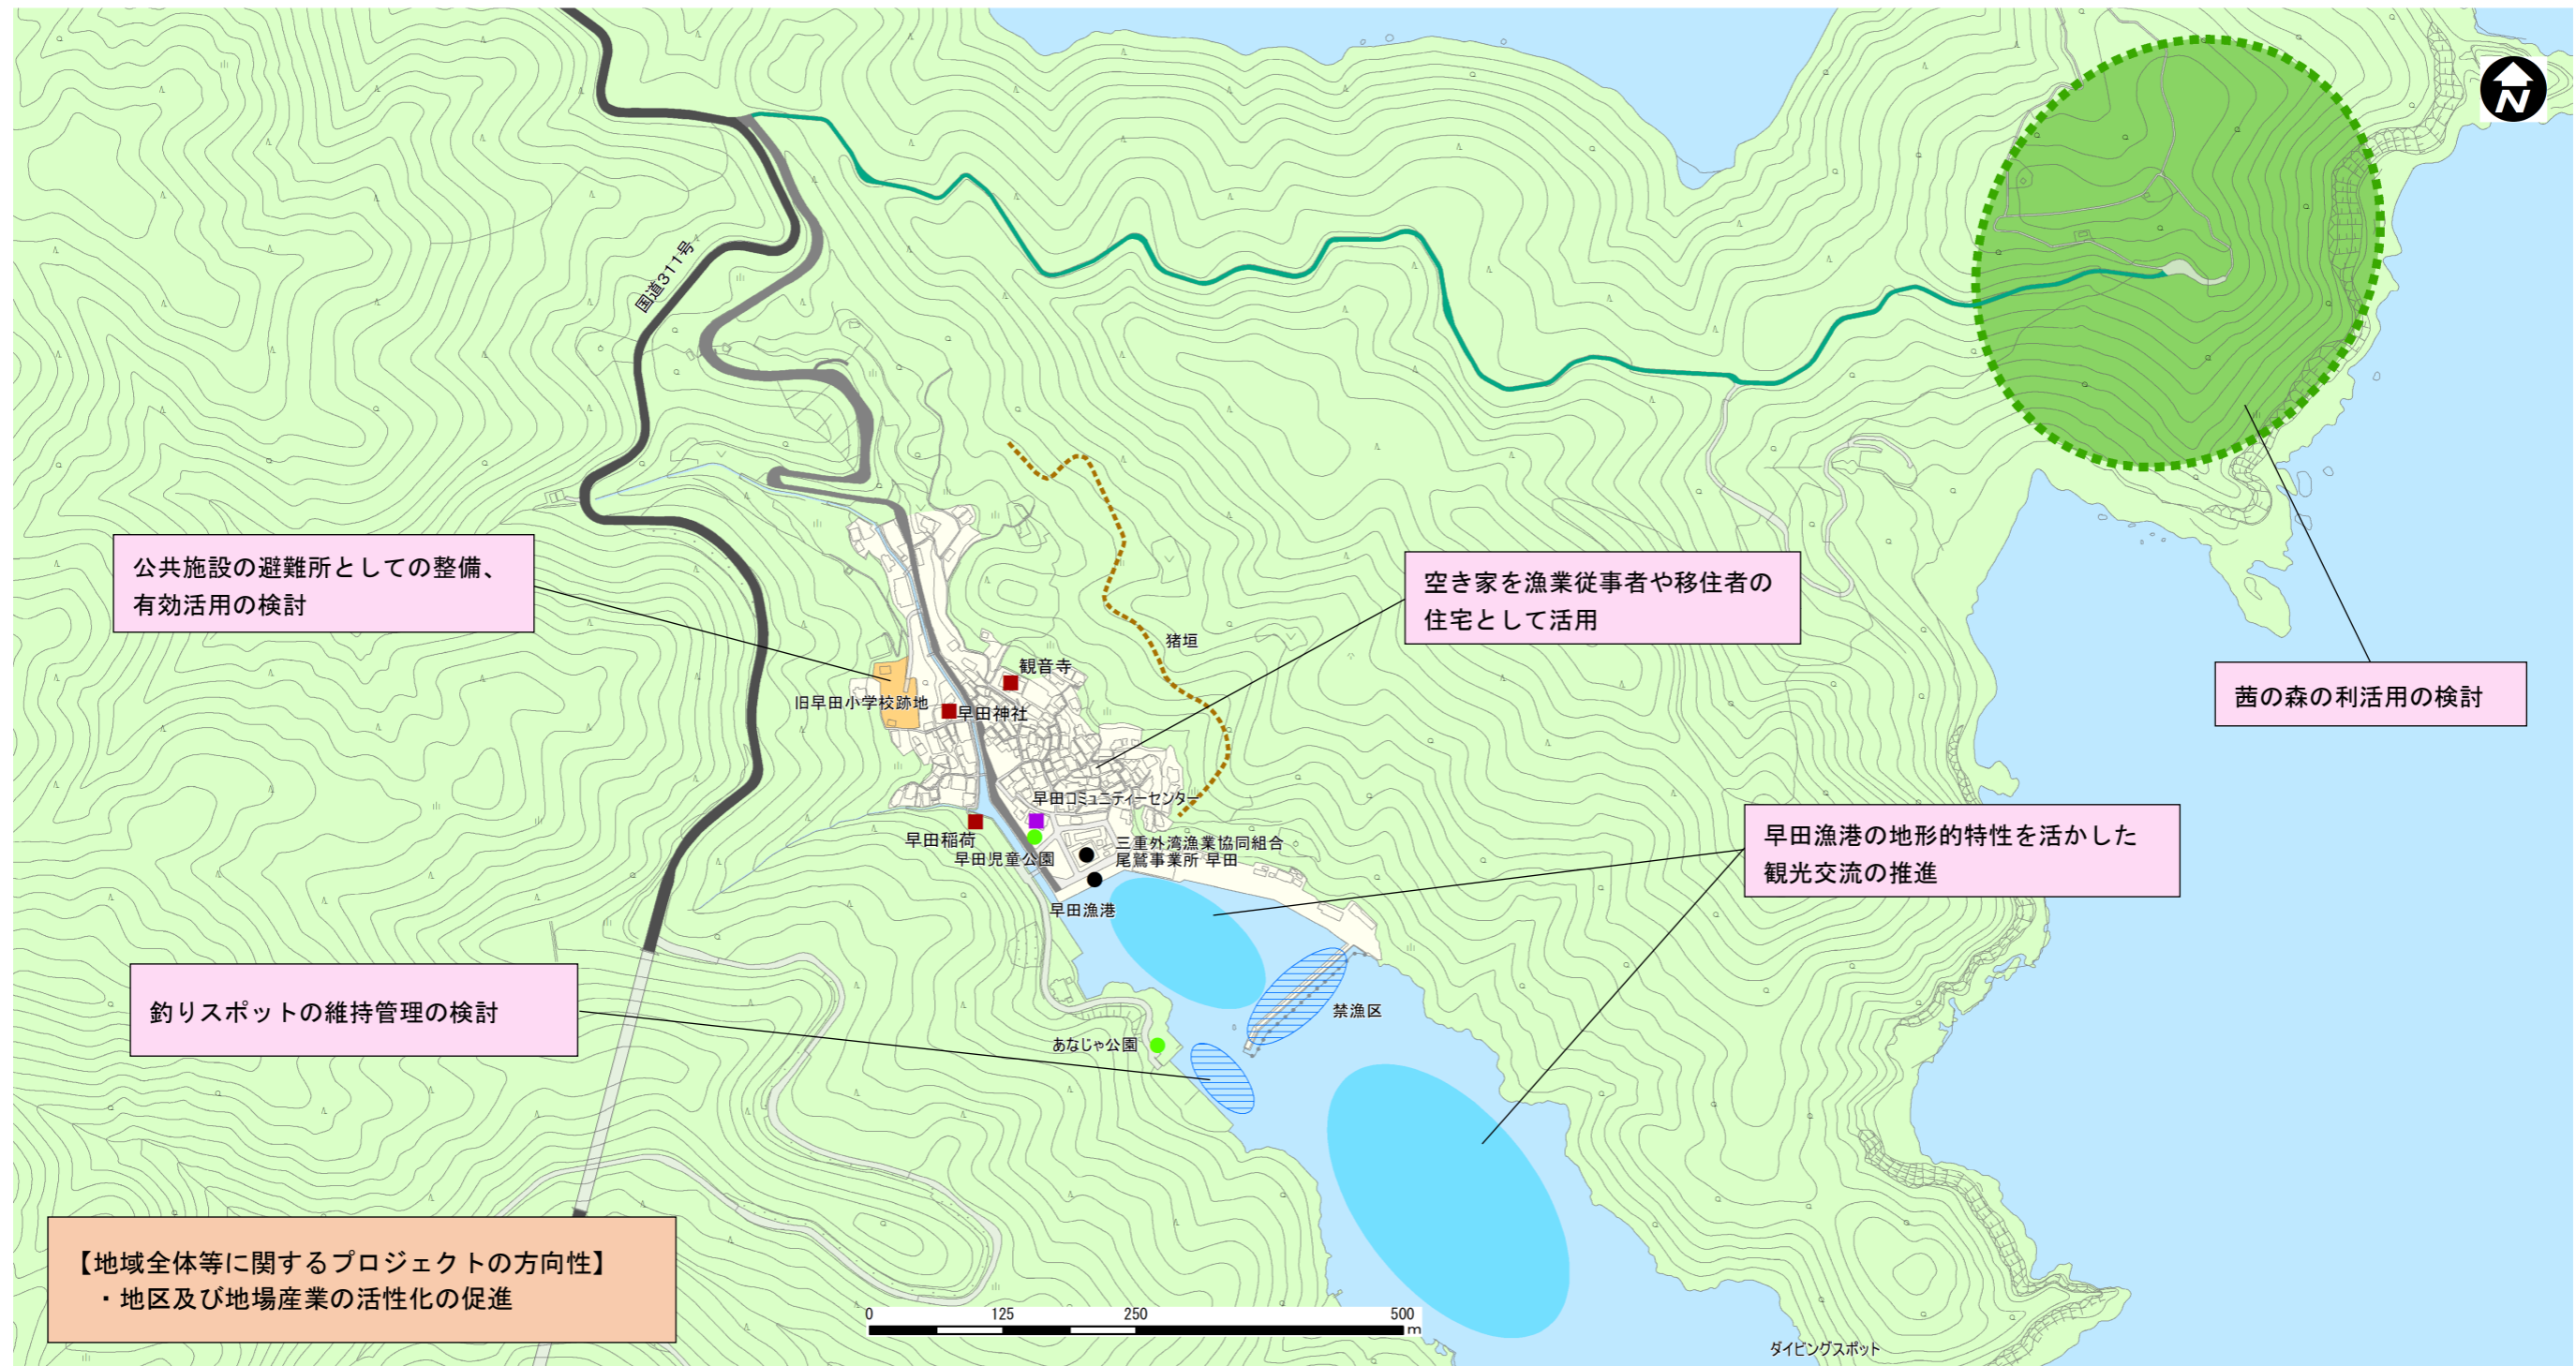 N
国道311号
公共施設の避難所としての整備、
有効活用の検討
空き家を漁業従事者や移住者の
住宅として活用
猪垣
観音寺
茜の森の利活用の検討
旧早田小学校跡地
早田神社
早田コミュニティーセンター
早田漁港の地形的特性を活かした
観光交流の推進
早田稲荷
早田児童公園
三重外湾漁業協同組合
尾鷲事業所 早田
早田漁港
釣りスポットの維持管理の検討
禁漁区
あなじゃ公園
【地域全体等に関するプロジェクトの方向性】
・地区及び地場産業の活性化の促進
0 125 250 500
m
ダイビングスポット